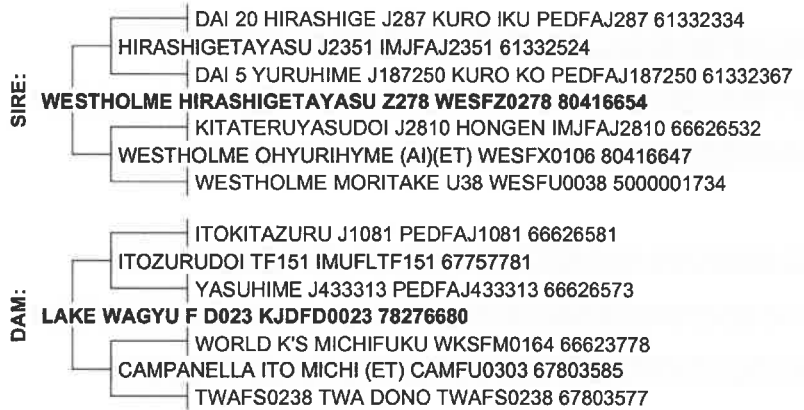 DAI 20 HIRASHIGE J287 KURO IKU PEDFAJ287 61332334
HIRASHIGETAYASU J2351 IMJFAJ2351 61332524
DAI 5 YURUHIME J187250 KURO KO PEDFAJ187250 61332367
SIRE:
WESTHOLME HIRASHIGETAYASU Z278 WESFZ0278 80416654
KITATERUYASUDOI J2810 HONGEN IMJFAJ2810 66626532
WESTHOLME OHYURIHYME (AI)(ET) WESFX0106 80416647
WESTHOLME MORITAKE U38 WESFU0038 5000001734
ITOKITAZURU J1081 PEDFAJ1081 66626581
ITOZURUDOI TF151 IMUFLTF151 67757781
YASUHIME J433313 PEDFAJ433313 66626573
DAM:
LAKE WAGYU F D023 KJDFD0023 78276680
WORLD K'S MICHIFUKU WKSFM0164 66623778
CAMPANELLA ITO MICHI (ET) CAMFU0303 67803585
TWAFS0238 TWA DONO TWAFS0238 67803577